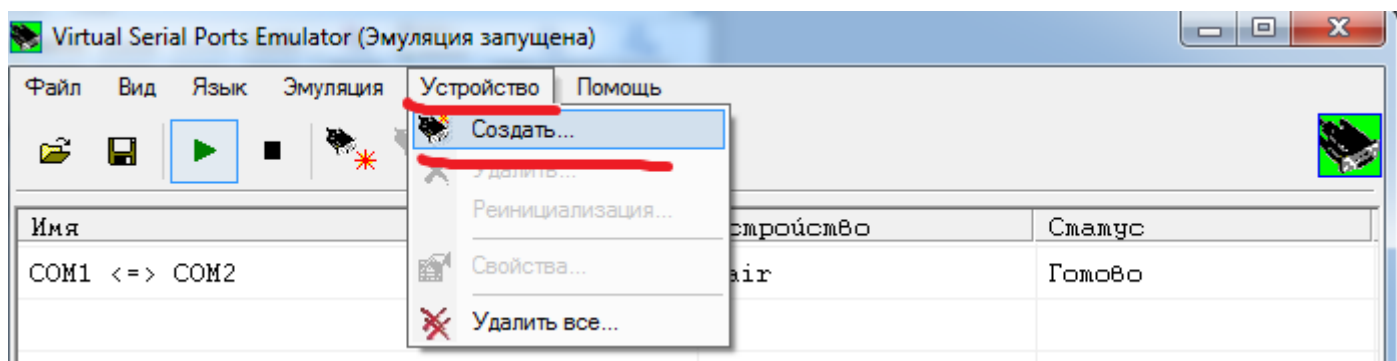 Virtual Serial Ports Emulator (Эмуляция запущена)
Файл Вид Язык Эмуляция Устройство Помощь
Создать...
Удалить...
Реинициализация...
Имя стройство Статус
COM1 <=> COM2 Свойства... air Готово
Удалить все...